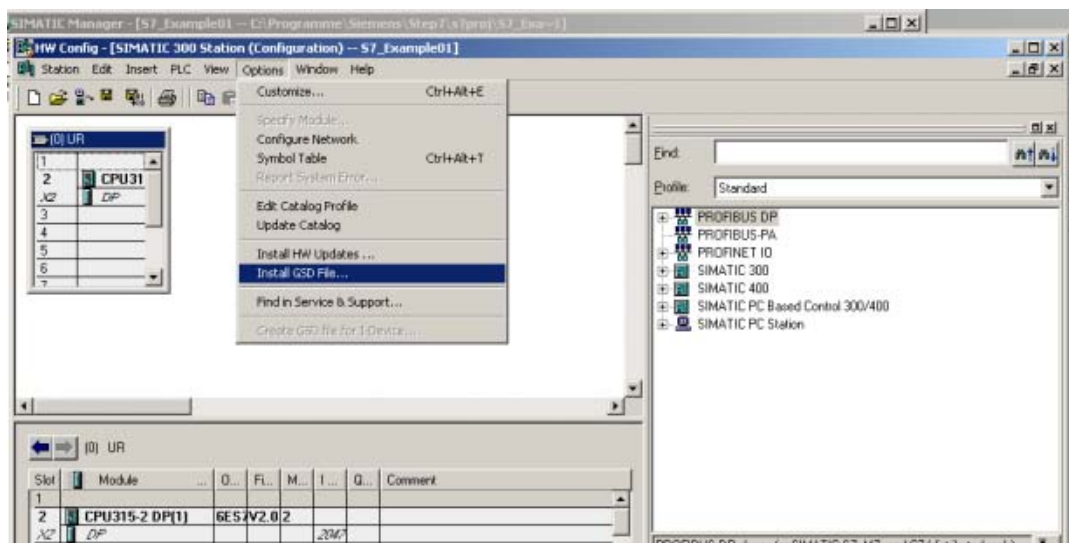 SIMATIC Manager - [S7_Example01 -- C:\Programme\Siemens\Step7\s7proj\S7_Exa~1]
HW Config - [SIMATIC 300 Station (Configuration) -- S7_Example01]
Station Edit Insert PLC View Options Window Help
Customize... Ctrl+Alt+E
Specify Module...
Configure Network
Symbol Table Ctrl+Alt+T
Report System Error...
Edit Catalog Profile
Update Catalog
Install HW Updates ...
Install GSD File...
Find in Service & Support...
Create GSD file for I-Device...
(0) UR
1
2 CPU31
X2 DP
3
4
5
6
7
Find:
Profile: Standard
PROFIBUS DP
PROFIBUS-PA
PROFINET IO
SIMATIC 300
SIMATIC 400
SIMATIC PC Based Control 300/400
SIMATIC PC Station
(0) UR
Slot Module ... O... Fi... M... I ... Q... Comment
1
2 CPU315-2 DP(1) 6ES7 V2.0 2
X2 DP 2047